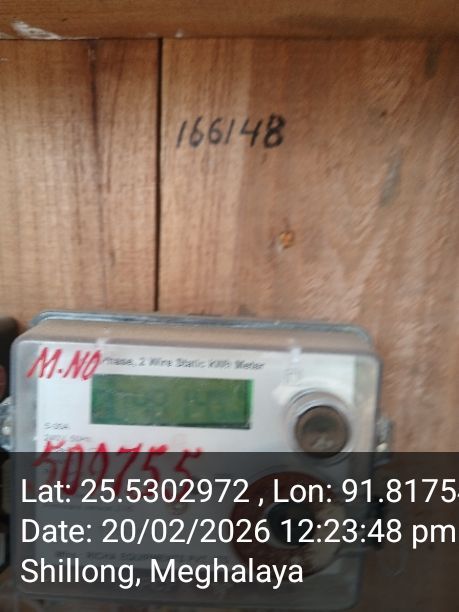 166148
M.NO
Phase, 2 Wire Static kWh Meter
509755
Lat: 25.5302972 , Lon: 91.8175
Date: 20/02/2026 12:23:48 pm
Shillong, Meghalaya